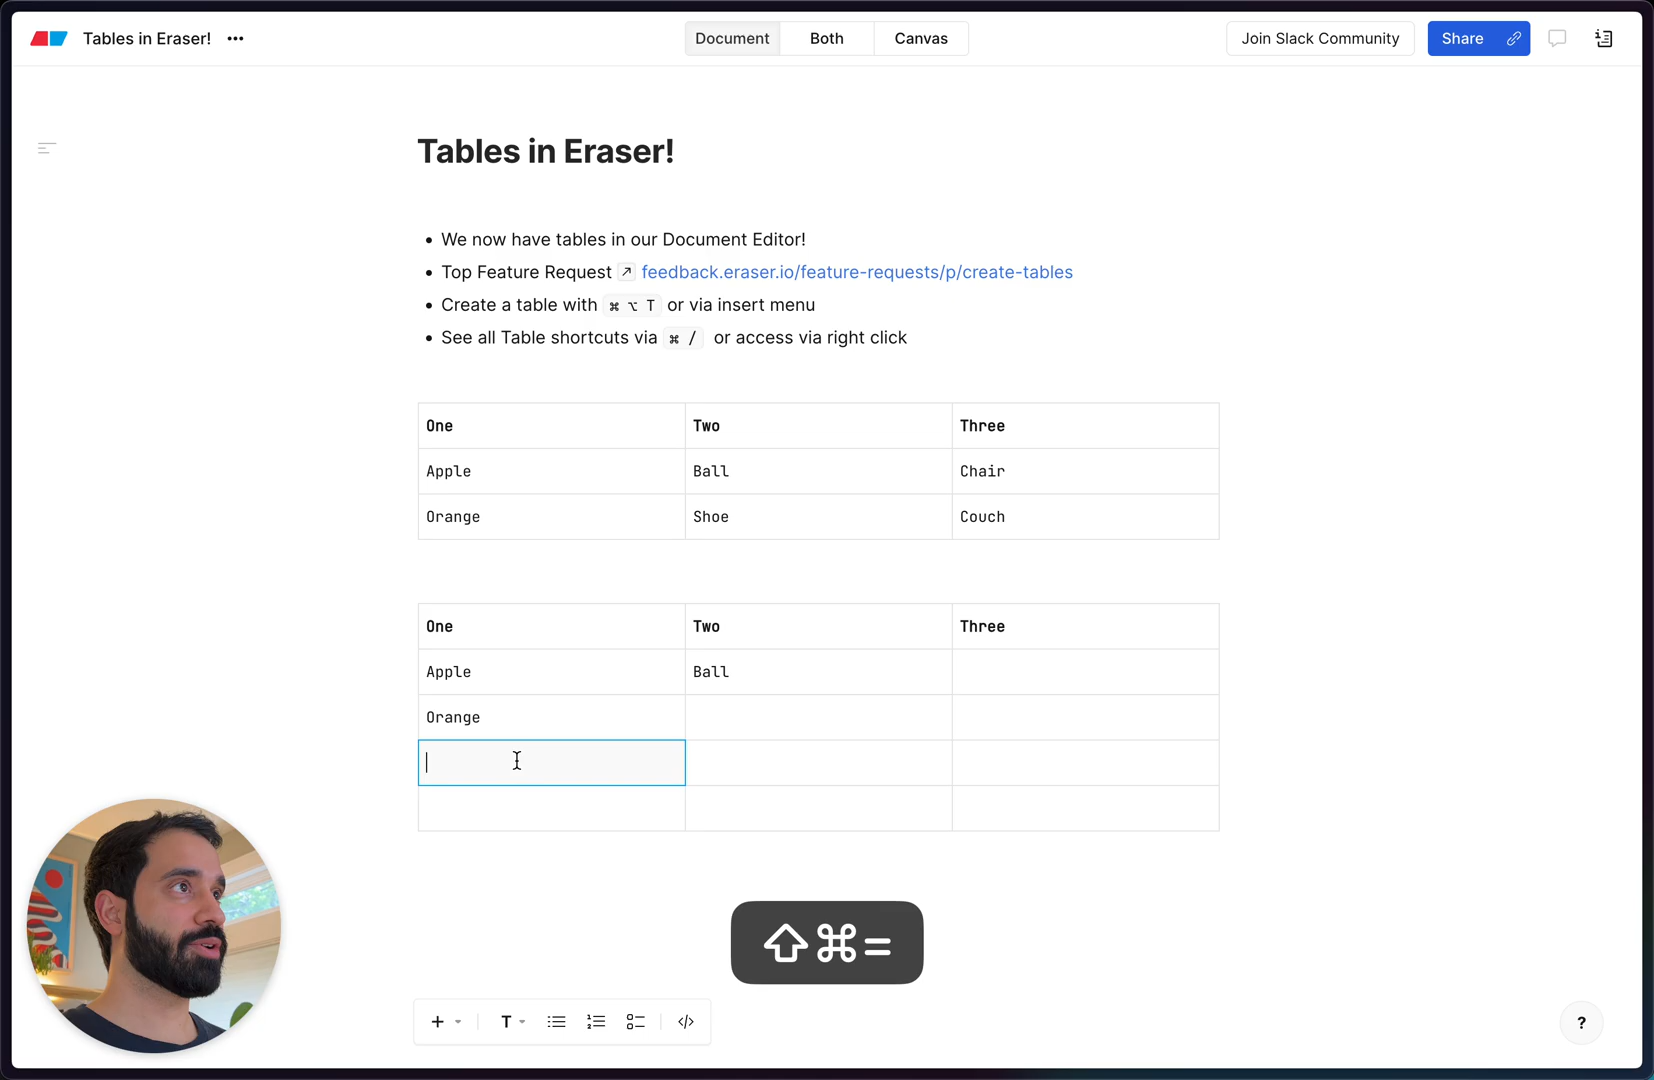 Tables in Eraser! •••
Document Both Canvas
Join Slack Community Share
Tables in Eraser!
• We now have tables in our Document Editor!
• Top Feature Request feedback.eraser.io/feature-requests/p/create-tables
• Create a table with ⌘ ⌥ T or via insert menu
• See all Table shortcuts via ⌘ / or access via right click
One Two Three
Apple Ball Chair
Orange Shoe Couch
One Two Three
Apple Ball
Orange
⇧⌘=
+ T </>
?